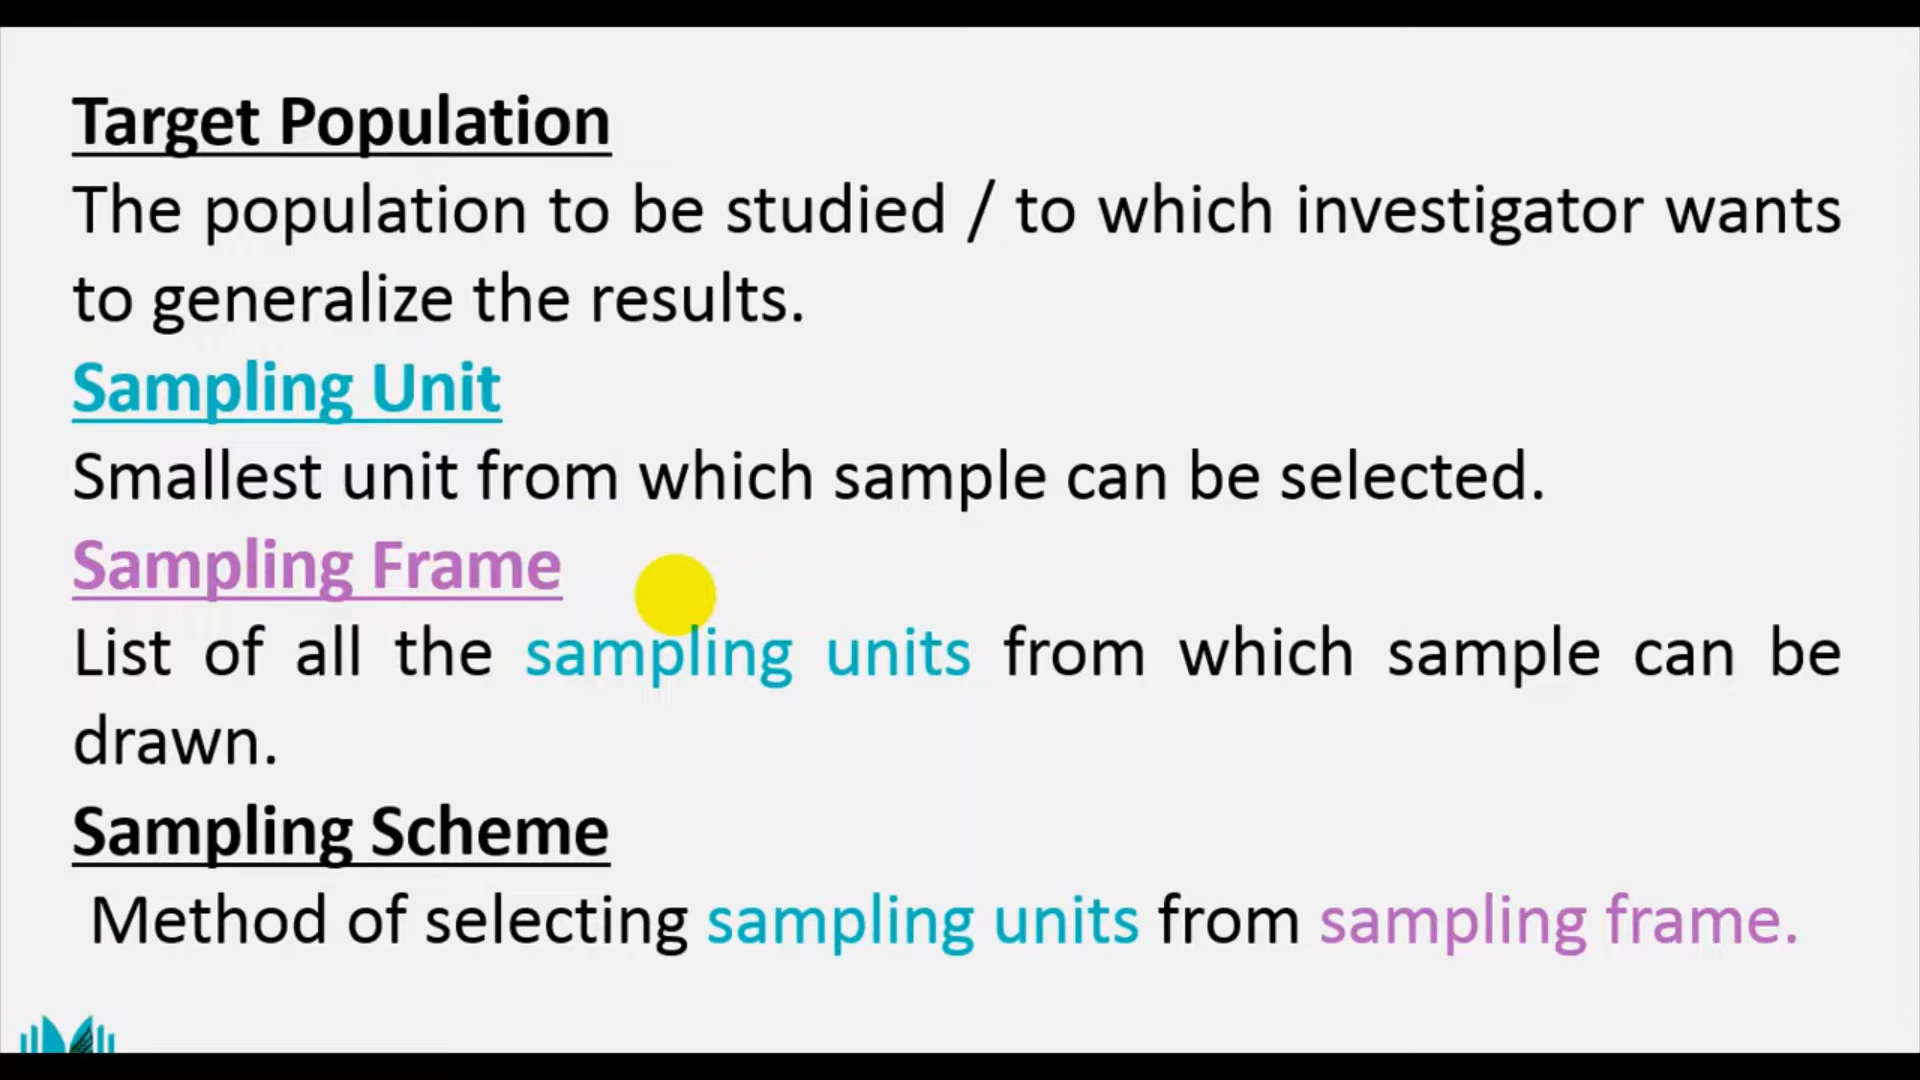 Target Population
The population to be studied / to which investigator wants
to generalize the results.
Sampling Unit
Smallest unit from which sample can be selected.
Sampling Frame
List of all the sampling units from which sample can be
drawn.
Sampling Scheme
Method of selecting sampling units from sampling frame.